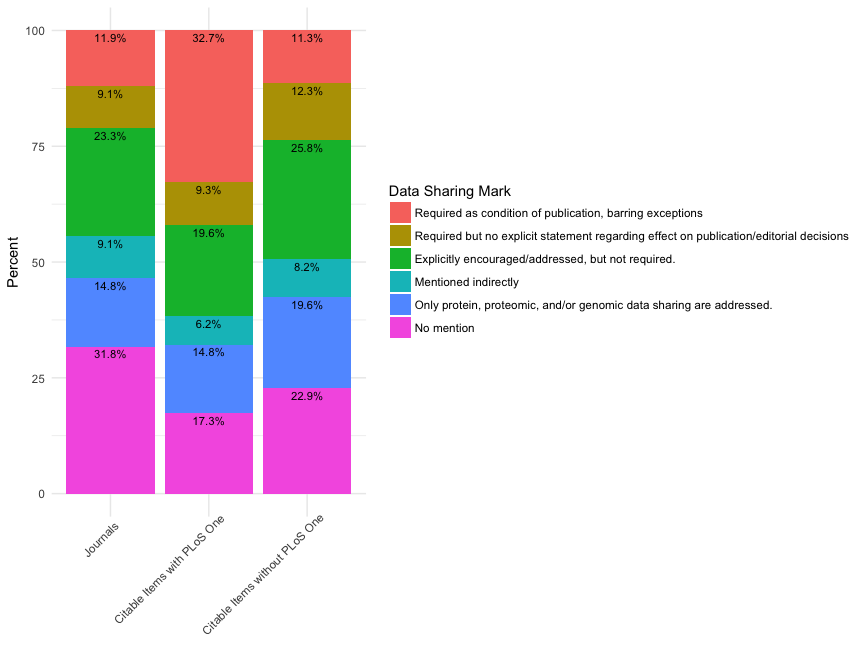 100
75
50
25
0
Percent
11.9%
9.1%
23.3%
9.1%
14.8%
31.8%
32.7%
9.3%
19.6%
6.2%
14.8%
17.3%
11.3%
12.3%
25.8%
8.2%
19.6%
22.9%
Journals
Citable Items with PLoS One
Citable Items without PLoS One
Data Sharing Mark
Required as condition of publication, barring exceptions
Required but no explicit statement regarding effect on publication/editorial decisions
Explicitly encouraged/addressed, but not required.
Mentioned indirectly
Only protein, proteomic, and/or genomic data sharing are addressed.
No mention